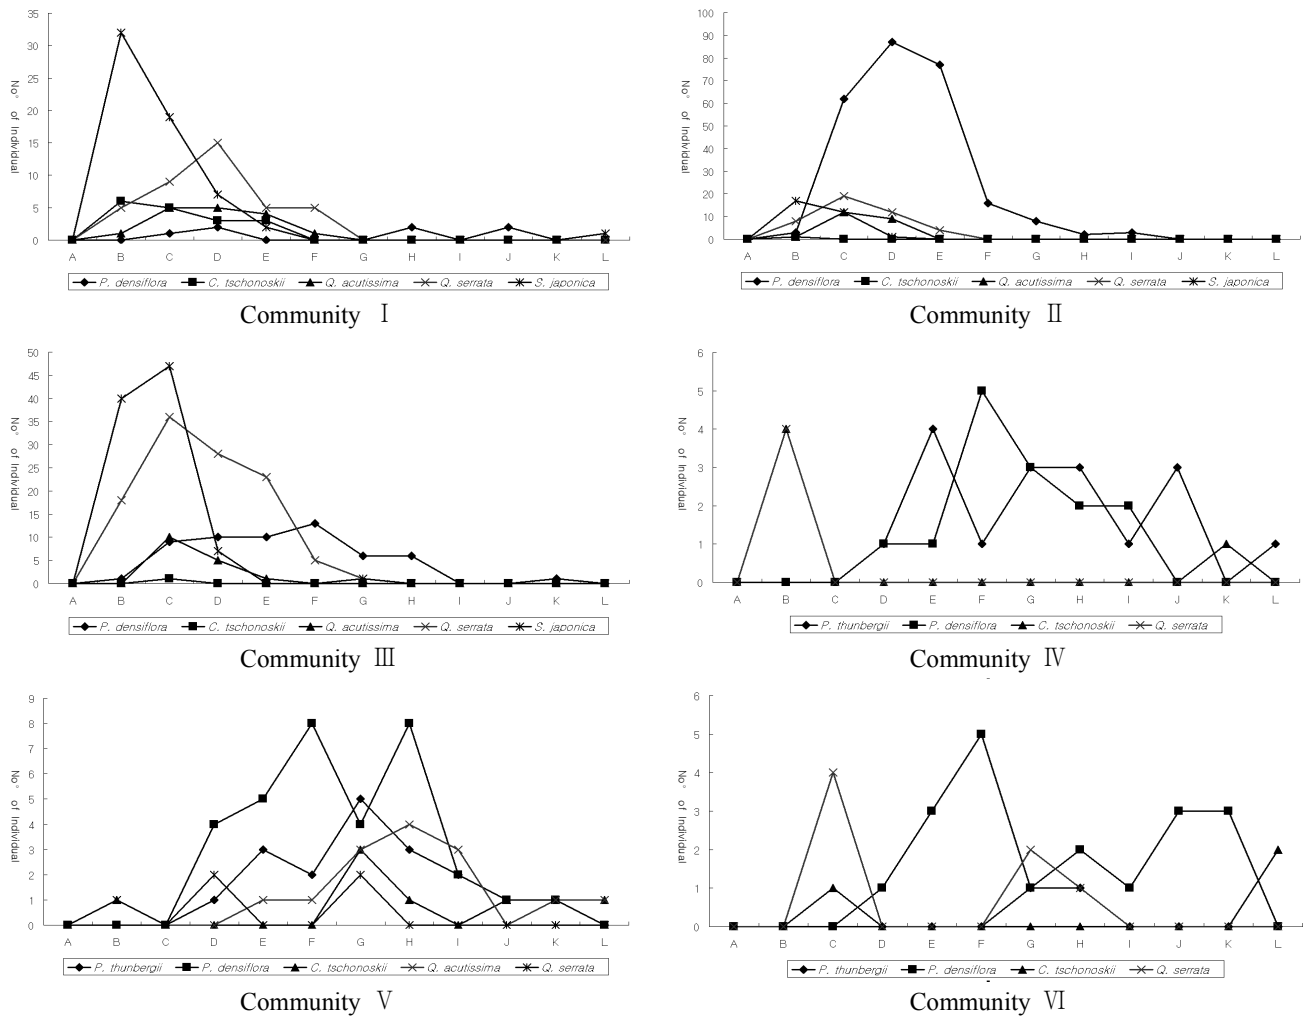 35
30
25
20
15
10
5
0
No° of Individual
A B C D E F G H I J K L
P. densiflora C. tschonoskii Q. acutissima Q. serrata S. japonica
Community Ⅰ
100
90
80
70
60
50
40
30
20
10
0
No° of Individual
A B C D E F G H I J K L
P. densiflora C. tschonoskii Q. acutissima Q. serrata S. japonica
Community Ⅱ
50
45
40
35
30
25
20
15
10
5
0
No° of Individual
A B C D E F G H I J K L
P. densiflora C. tschonoskii Q. acutissima Q. serrata S. japonica
Community Ⅲ
6
5
4
3
2
1
0
No° of Individual
A B C D E F G H I J K L
P. thunbergii P. densiflora C. tschonoskii Q. serrata
Community Ⅳ
9
8
7
6
5
4
3
2
1
0
No° of Individual
A B C D E F G H I J K L
P. thunbergii P. densiflora C. tschonoskii Q. acutissima Q. serrata
Community Ⅴ
6
5
4
3
2
1
0
No° of Individual
A B C D E F G H I J K L
P. thunbergii P. densiflora C. tschonoskii Q. serrata
Community Ⅵ